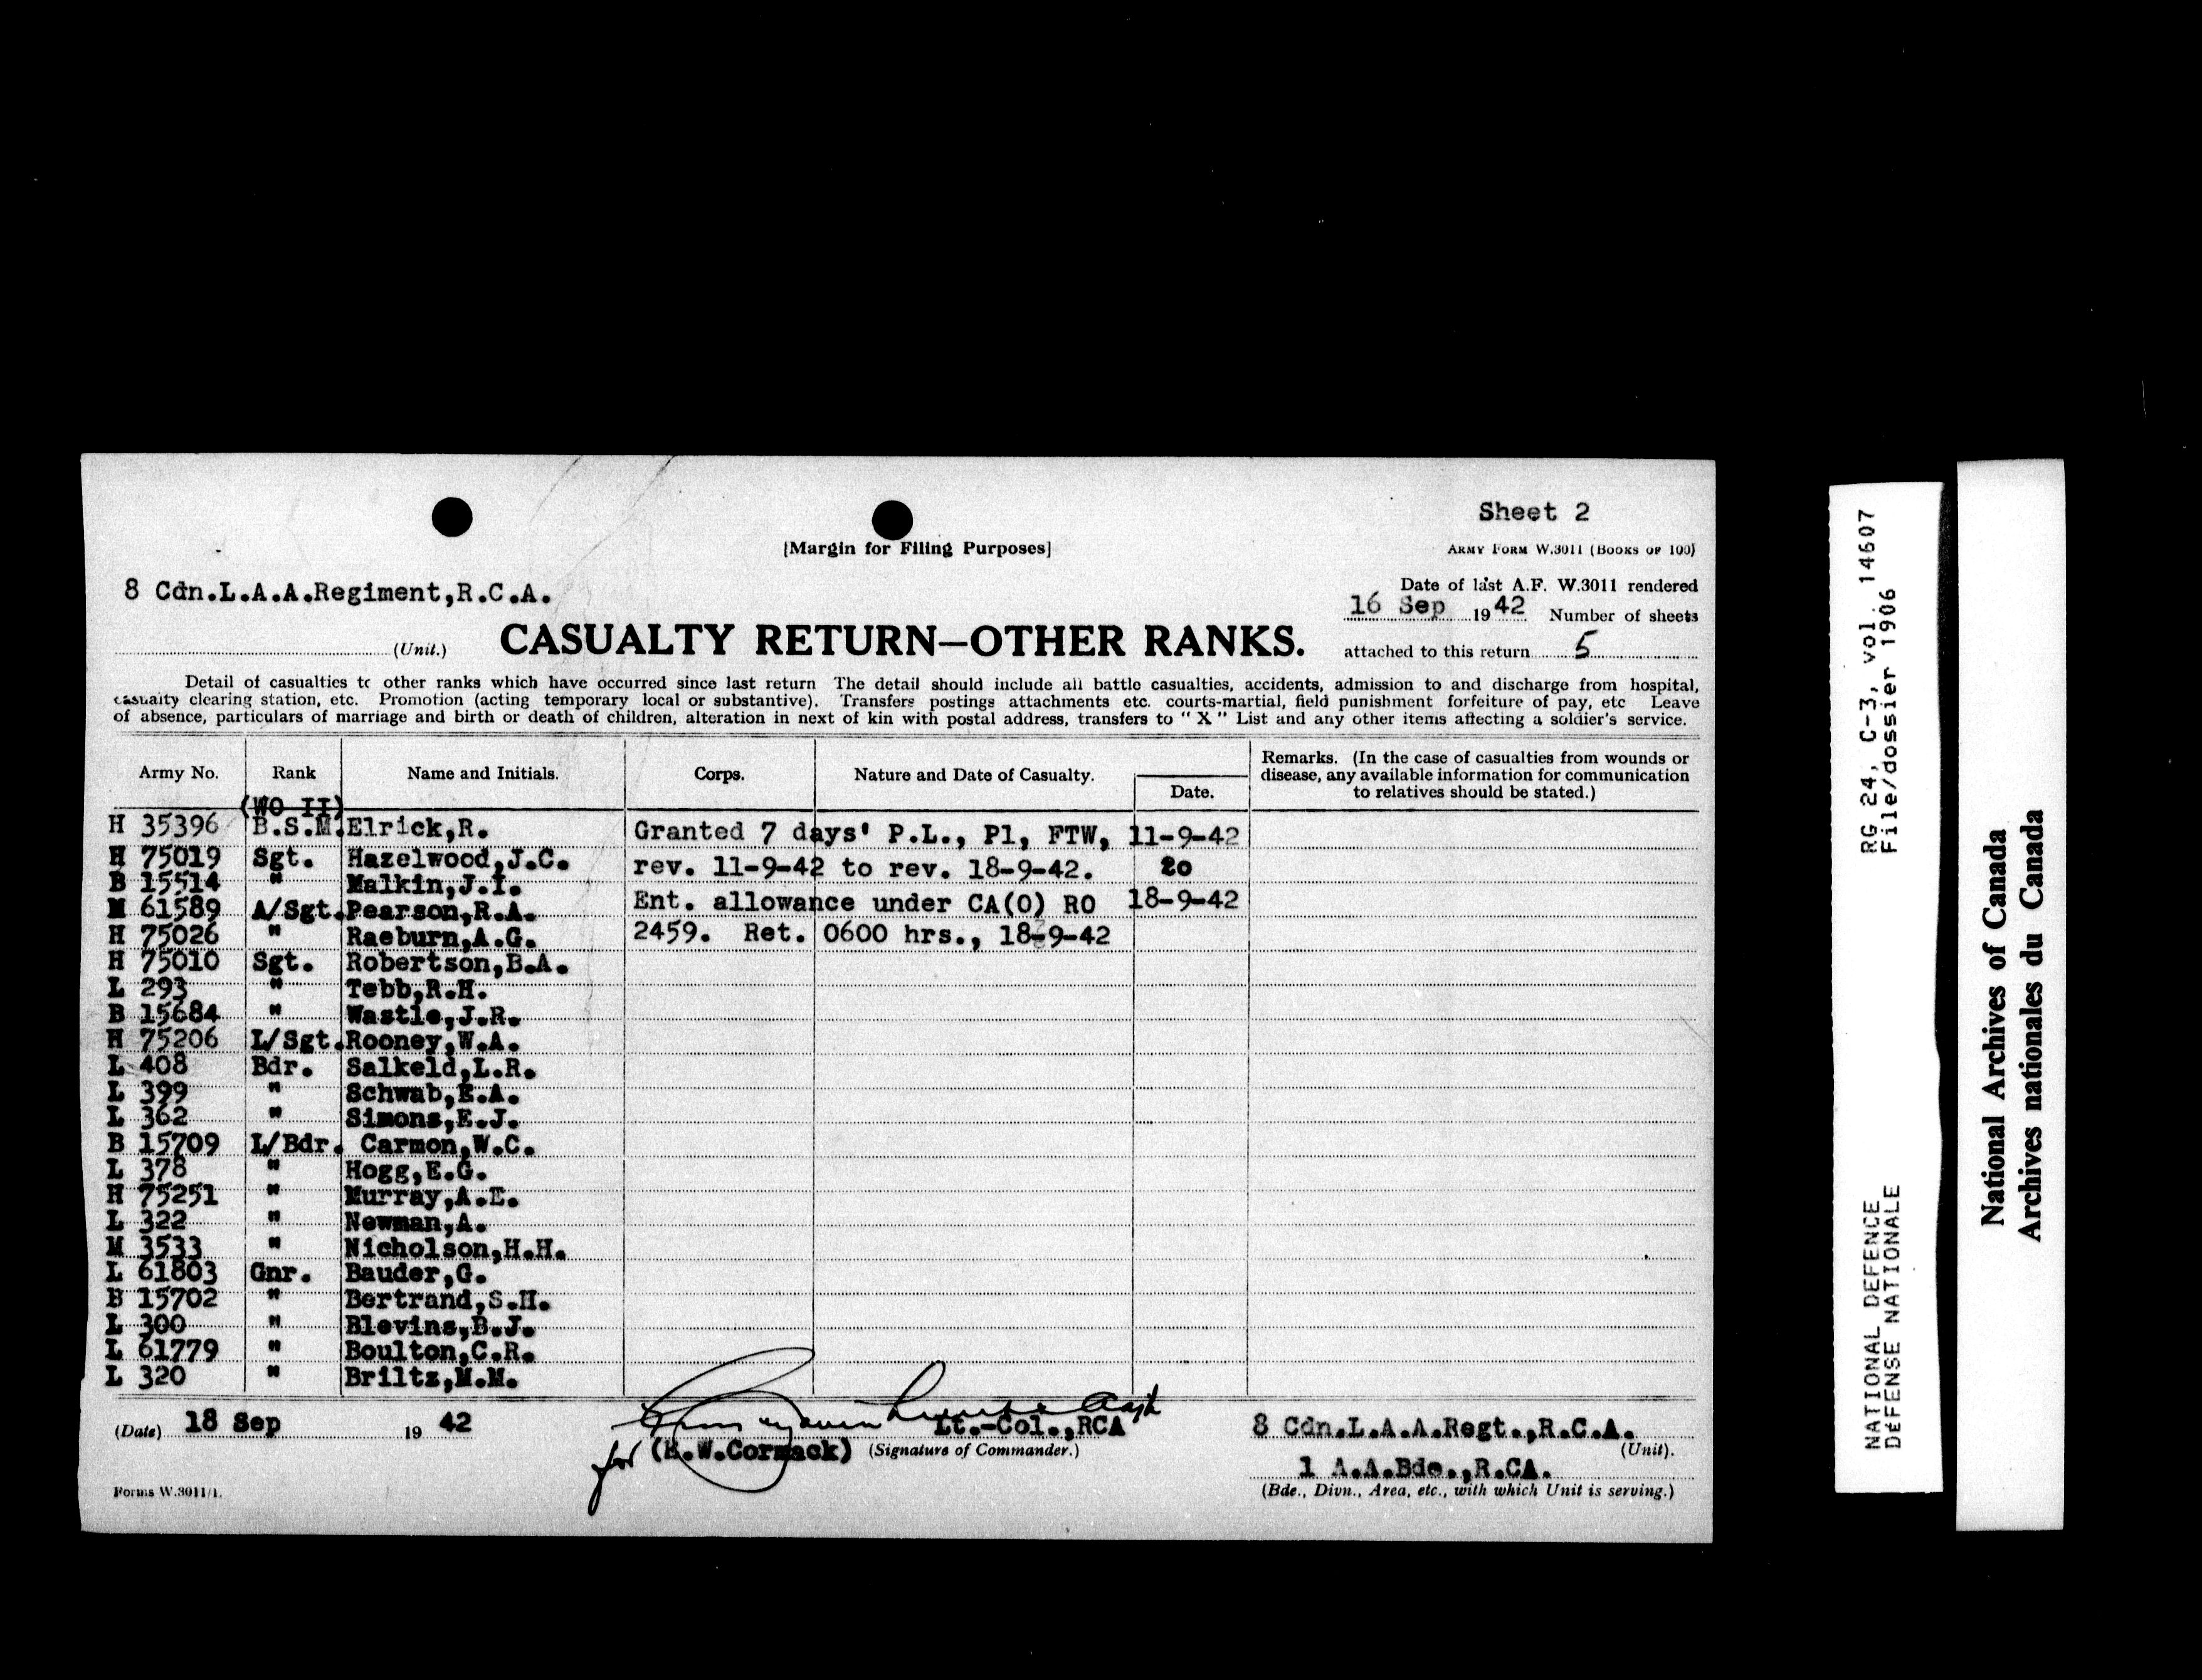 Sheet 2
[Margin for Filing Purposes]
ARMY FORM W.3011 (BOOKS OF 100)
8 Cdn.L.A.A.Regiment,R.C.A.
Date of last A.F. W.3011 rendered
16 Sep 1942 Number of sheets
(Unit.) CASUALTY RETURN—OTHER RANKS.
attached to this return 5
Detail of casualties to other ranks which have occurred since last return The detail should include all battle casualties, accidents, admission to and discharge from hospital,
casualty clearing station, etc. Promotion (acting temporary local or substantive). Transfers postings attachments etc. courts-martial, field punishment forfeiture of pay, etc Leave
of absence, particulars of marriage and birth or death of children, alteration in next of kin with postal address, transfers to " X " List and any other items affecting a soldier's service.
Army No. Rank Name and Initials. Corps. Nature and Date of Casualty. Date. Remarks. (In the case of casualties from wounds or
disease, any available information for communication
to relatives should be stated.)
(WO II)
H 35396 B.S.M. Elrick,R. Granted 7 days' P.L., P1, FTW, 11-9-42
H 75019 Sgt. Hazelwood,J.C. rev. 11-9-42 to rev. 18-9-42. to
B 15514 " Malkin,J.I.
M 61589 A/Sgt. Pearson,R.A. Ent. allowance under CA(O) RO 18-9-42
H 75026 " Raeburn,A.G. 2459. Ret. 0600 hrs., 18-9-42
H 75010 Sgt. Robertson,B.A.
L 293 " Tebb,R.H.
B 15684 " Wastle,J.R.
H 75206 L/Sgt. Rooney,W.A.
L 408 Bdr. Salkeld,L.R.
L 399 " Schwab,E.A.
L 362 " Simons,E.J.
B 15709 L/Bdr. Carmon,W.C.
L 378 " Hogg,E.G.
H 75251 " Murray,A.E.
L 322 " Newman,A.
M 3533 " Nicholson,H.H.
L 61803 Gnr. Bauder,G.
B 15702 " Bertrand,S.H.
L 300 " Blevins,B.J.
L 61779 " Boulton,C.R.
L 320 " Briltz,M.M.
(Date) 18 Sep 19 42
Lt.-Col.,RCA
for (K.W.Cormack) (Signature of Commander.)
8 Cdn.L.A.A.Regt.,R.C.A.
(Unit).
1 A.A.Bde.,R.CA.
(Bde., Divn., Area, etc., with which Unit is serving.)
Forms W.3011/1.
RG 24, C-3, vol. 14607
File/dossier 1906
NATIONAL DEFENCE
DÉFENSE NATIONALE
National Archives of Canada
Archives nationales du Canada